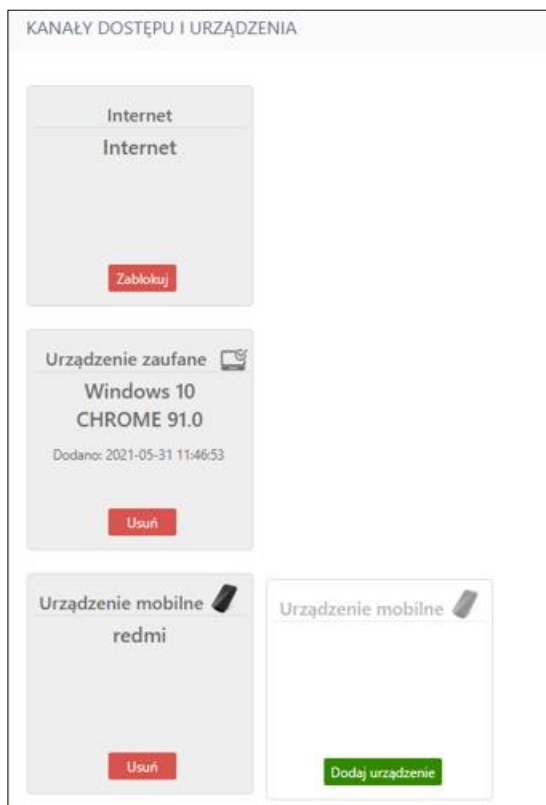 KANAŁY DOSTĘPU I URZĄDZENIA
Internet
Internet
Zablokuj
Urządzenie zaufane
Windows 10
CHROME 91.0
Dodano: 2021-05-31 11:46:53
Usuń
Urządzenie mobilne
redmi
Usuń
Urządzenie mobilne
Dodaj urządzenie